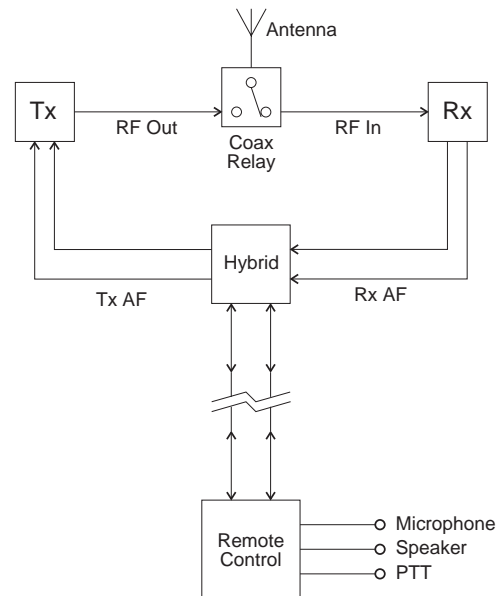 Antenna
Tx
Rx
RF Out
RF In
Coax
Relay
Hybrid
Tx AF
Rx AF
Remote
Control
Microphone
Speaker
PTT